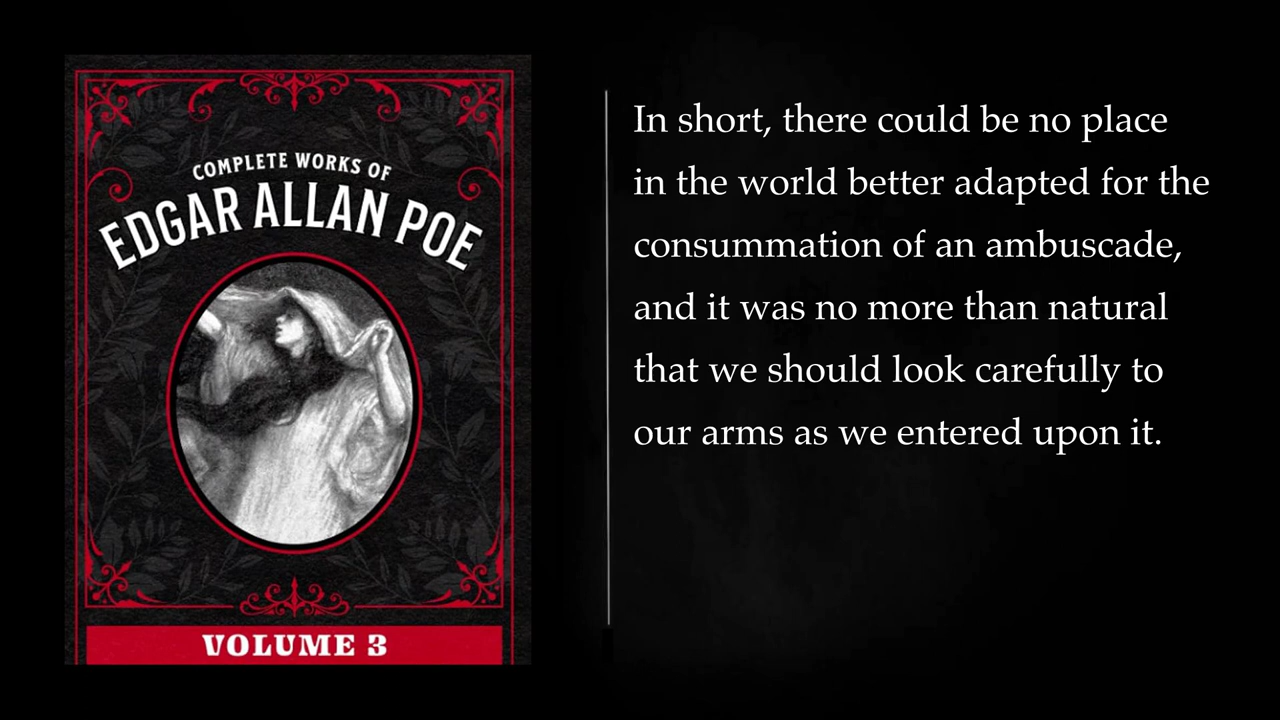 COMPLETE WORKS OF
EDGAR ALLAN POE
VOLUME 3
In short, there could be no place
in the world better adapted for the
consummation of an ambuscade,
and it was no more than natural
that we should look carefully to
our arms as we entered upon it.